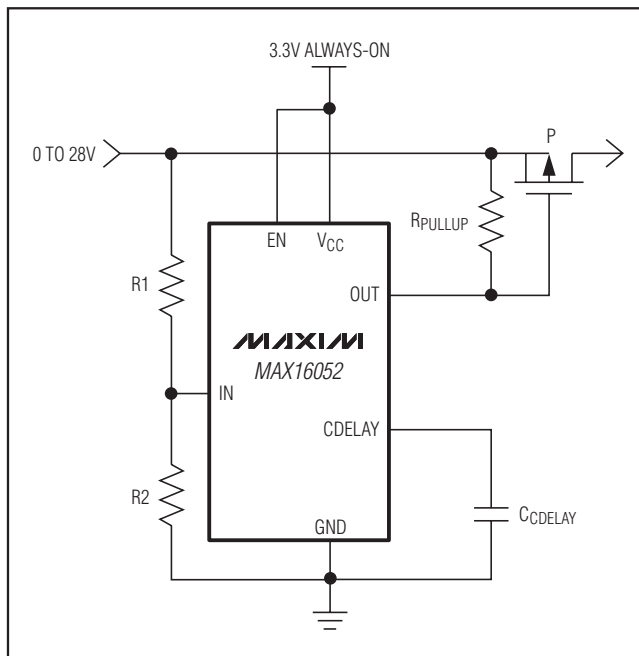 3.3V ALWAYS-ON
0 TO 28V
P
EN
VCC
RPULLUP
R1
OUT
MAXIM
MAX16052
IN
CDELAY
R2
GND
CCDELAY